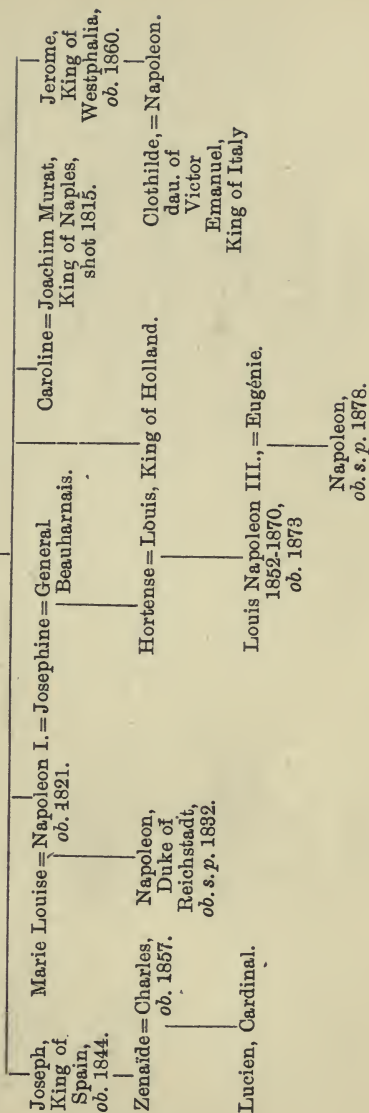 Joseph,
King of
Spain,
ob. 1844.
Marie Louise=Napoleon I.=Josephine=General
ob. 1821.
Beauharnais.
Caroline=Joachim Murat,
King of Naples,
shot 1815.
Jerome,
King of
Westphalia,
ob. 1860.
Zenaïde=Charles,
ob. 1857.
Napoleon,
Duke of
Reichstadt,
ob. s. p. 1832.
Hortense=Louis, King of Holland.
Clothilde,=Napoleon.
dau. of
Victor
Emanuel,
King of Italy
Lucien, Cardinal.
Louis Napoleon III.,=Eugénie.
1852-1870,
ob. 1873
Napoleon,
ob. s. p. 1878.